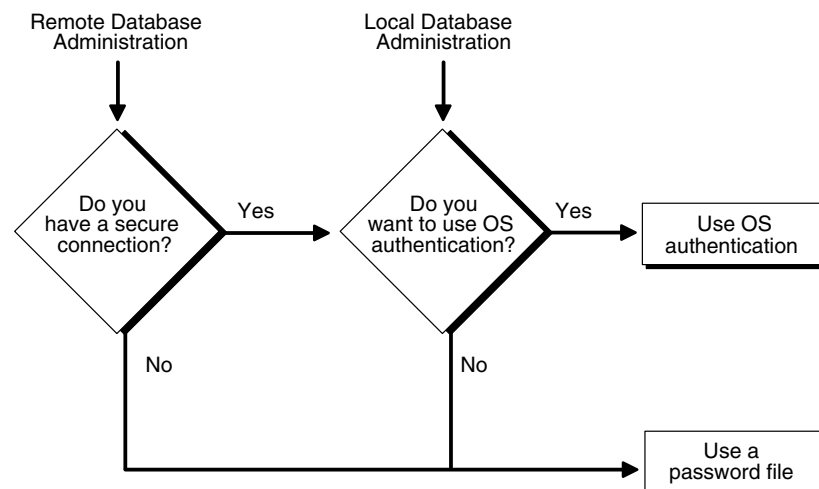 Remote Database
Administration
Local Database
Administration
Do you
have a secure
connection?
Yes
Do you
want to use OS
authentication?
Yes
Use OS
authentication
No
No
Use a
password file